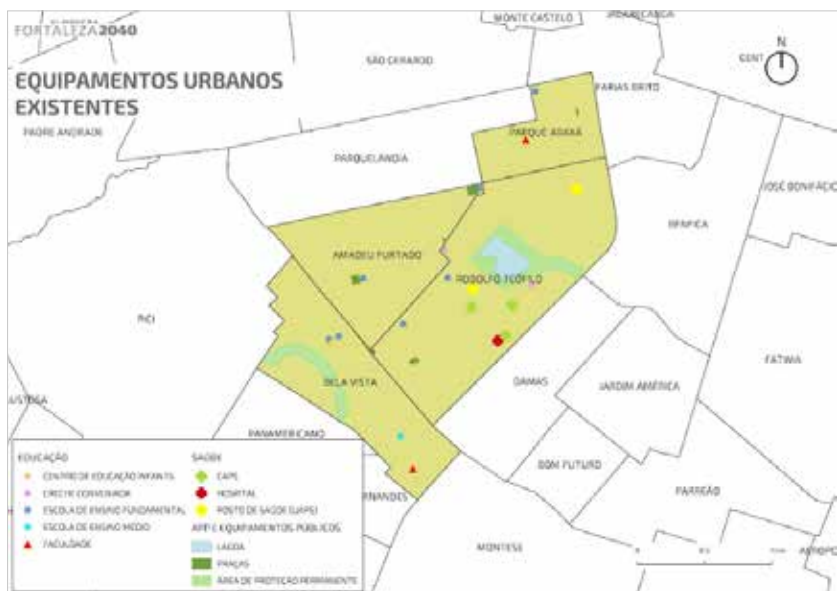 MONTE CASTELO
FORTALEZA2040
SÃO GERARDO
N
EQUIPAMENTOS URBANOS
EXISTENTES
FARIAS BRITO
PADRE ANDRADE
PARQUE ARAXÁ
PARQUELANDIA
JOSÉ BONIFÁCIO
BENFICA
AMADEU FURTADO
RODOLFO TEÓFILO
PICI
FATIMA
BELA VISTA
DAMAS
JARDIM AMÉRICA
PANAMERICANO
BOM FUTURO
PARREÃO
MONTESE
EDUCAÇÃO
CENTRO DE EDUCAÇÃO INFANTIL
CRECHE CONVENIADA
ESCOLA DE ENSINO FUNDAMENTAL
ESCOLA DE ENSINO MÉDIO
FACULDADE
SAÚDE
CAPS
HOSPITAL
POSTO DE SAÚDE (UAPS)
APP E EQUIPAMENTOS PÚBLICOS
LAGOA
PRAÇAS
ÁREA DE PROTEÇÃO PERMANENTE